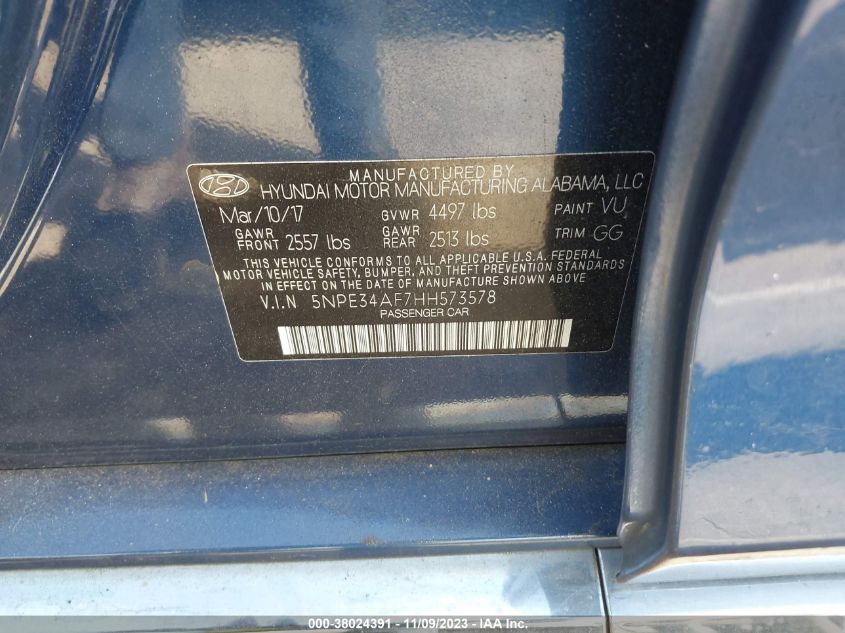 MANUFACTURED BY
HYUNDAI MOTOR MANUFACTURING ALABAMA, LLC
Mar/10/17 GVWR 4497 lbs PAINT VU
GAWR FRONT 2557 lbs GAWR REAR 2513 lbs TRIM GG
THIS VEHICLE CONFORMS TO ALL APPLICABLE U.S.A. FEDERAL
MOTOR VEHICLE SAFETY, BUMPER, AND THEFT PREVENTION STANDARDS
IN EFFECT ON THE DATE OF MANUFACTURE SHOWN ABOVE
V.I.N 5NPE34AF7HH573578
PASSENGER CAR
000-38024391 - 11/09/2023 - IAA Inc.